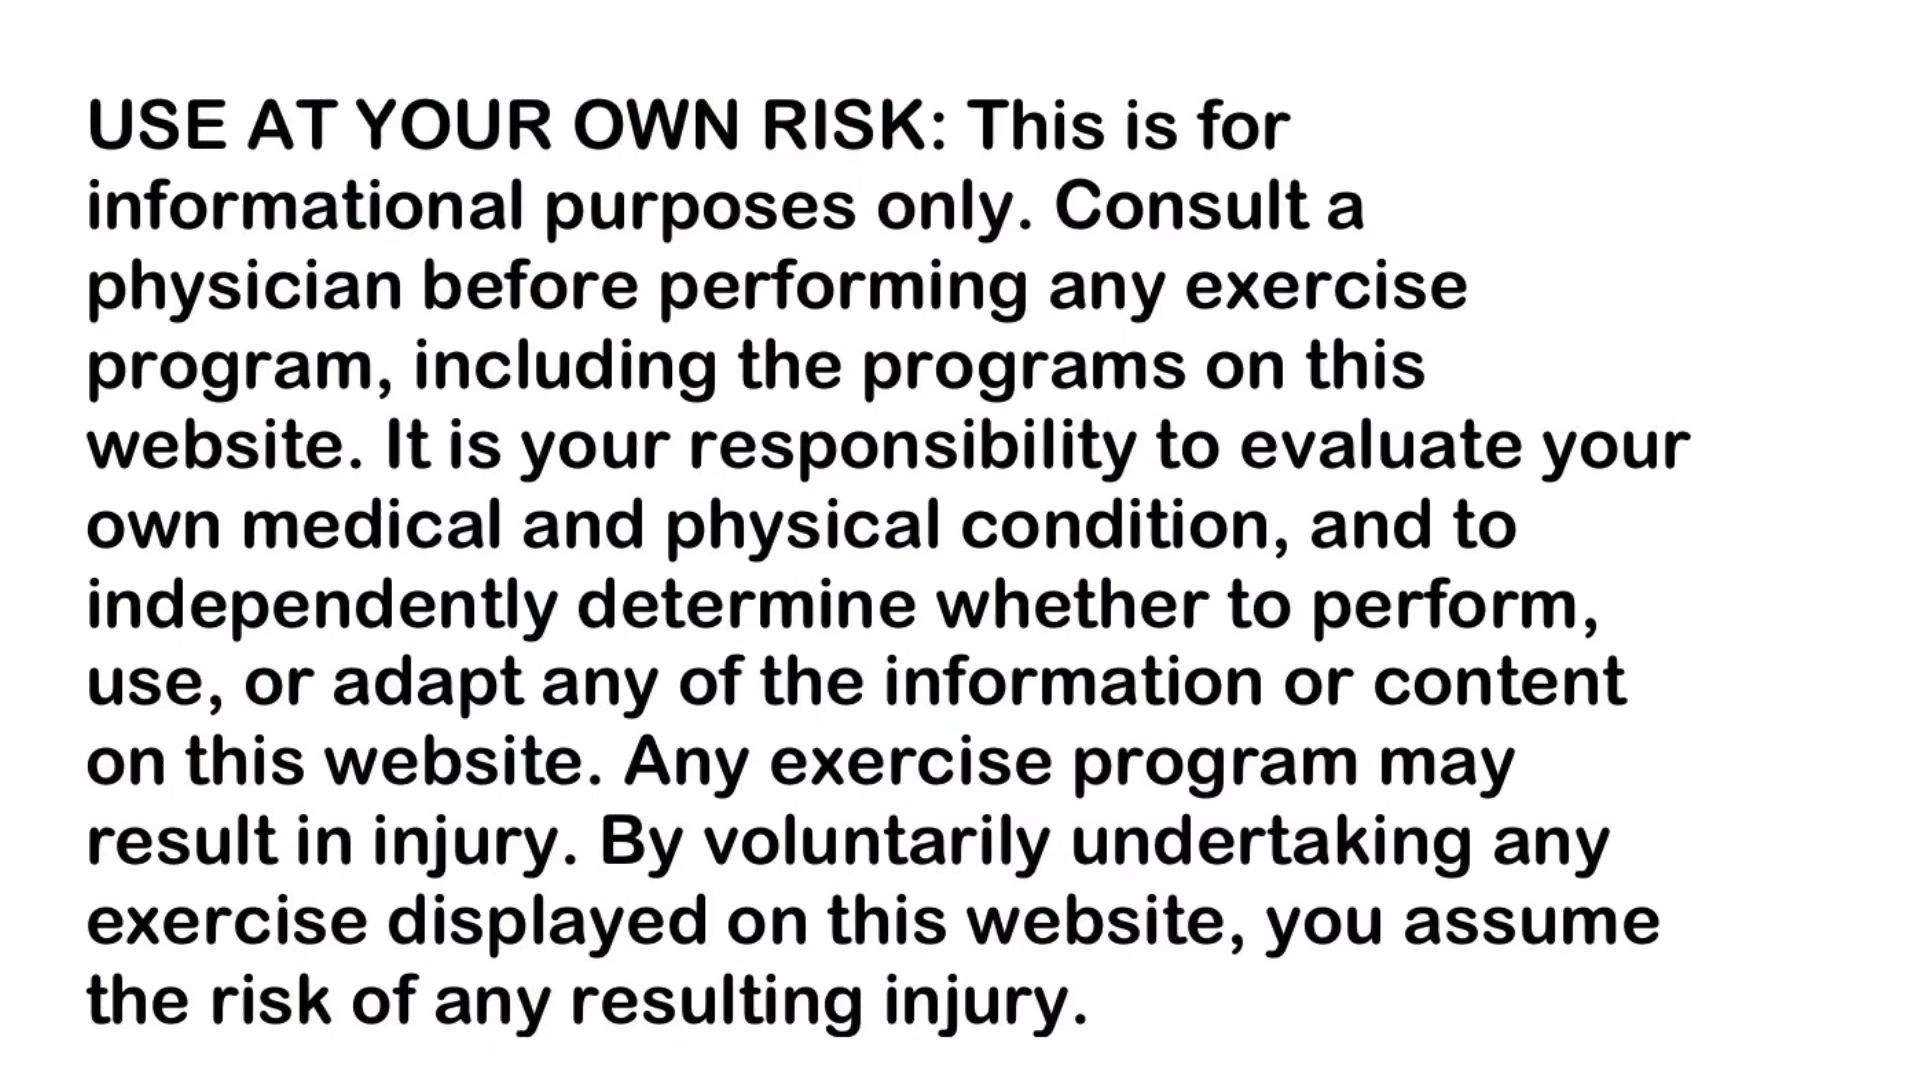 USE AT YOUR OWN RISK: This is for
informational purposes only. Consult a
physician before performing any exercise
program, including the programs on this
website. It is your responsibility to evaluate your
own medical and physical condition, and to
independently determine whether to perform,
use, or adapt any of the information or content
on this website. Any exercise program may
result in injury. By voluntarily undertaking any
exercise displayed on this website, you assume
the risk of any resulting injury.